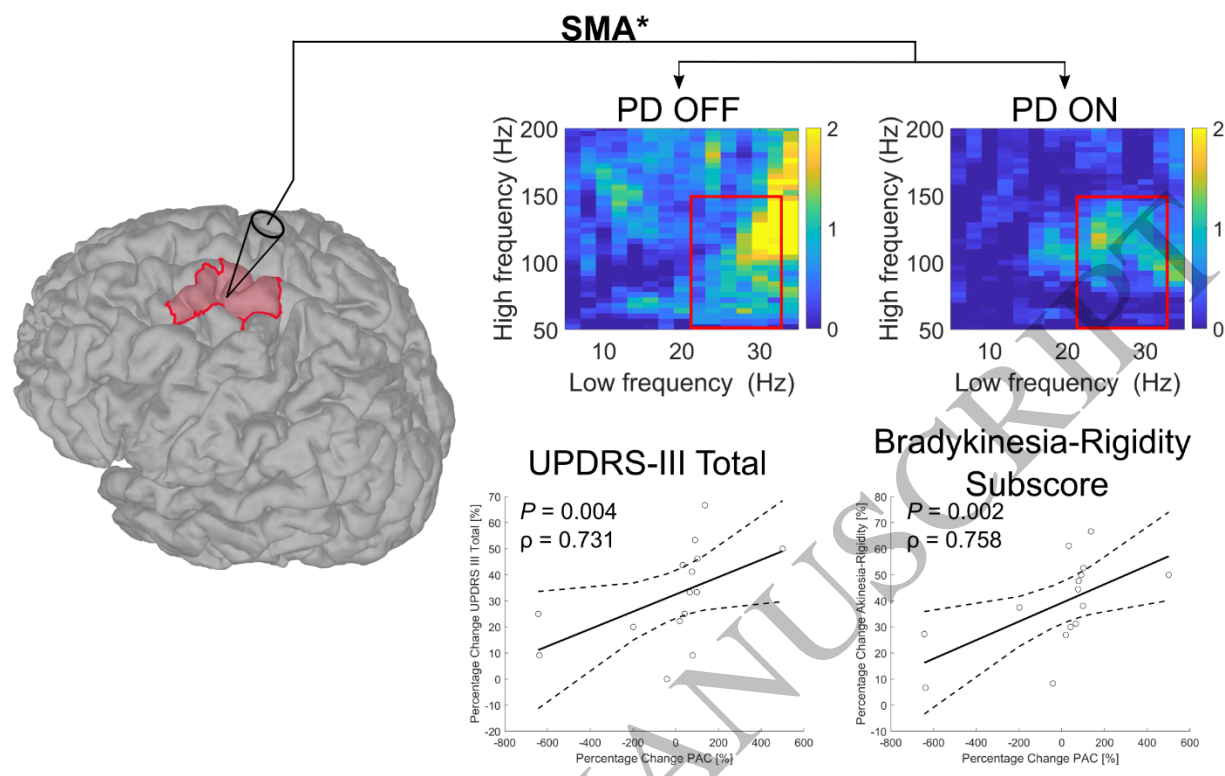 SMA*
PD OFF
PD ON
High frequency (Hz)
200
150
100
50
10
20
30
Low frequency (Hz)
2
1
0
High frequency (Hz)
200
150
100
50
10
20
30
Low frequency (Hz)
2
1
0
UPDRS-III Total
P = 0.004
ρ = 0.731
Percentage Change UPDRS III Total [%]
70
60
50
40
30
20
10
0
-10
-20
-800
-600
-400
-200
0
200
400
600
Percentage Change PAC [%]
Bradykinesia-Rigidity
Subscore
P = 0.002
ρ = 0.758
Percentage Change Akinesia-Rigidity [%]
80
70
60
50
40
30
20
10
0
-10
-800
-600
-400
-200
0
200
400
600
Percentage Change PAC [%]
ANUSCRIPT